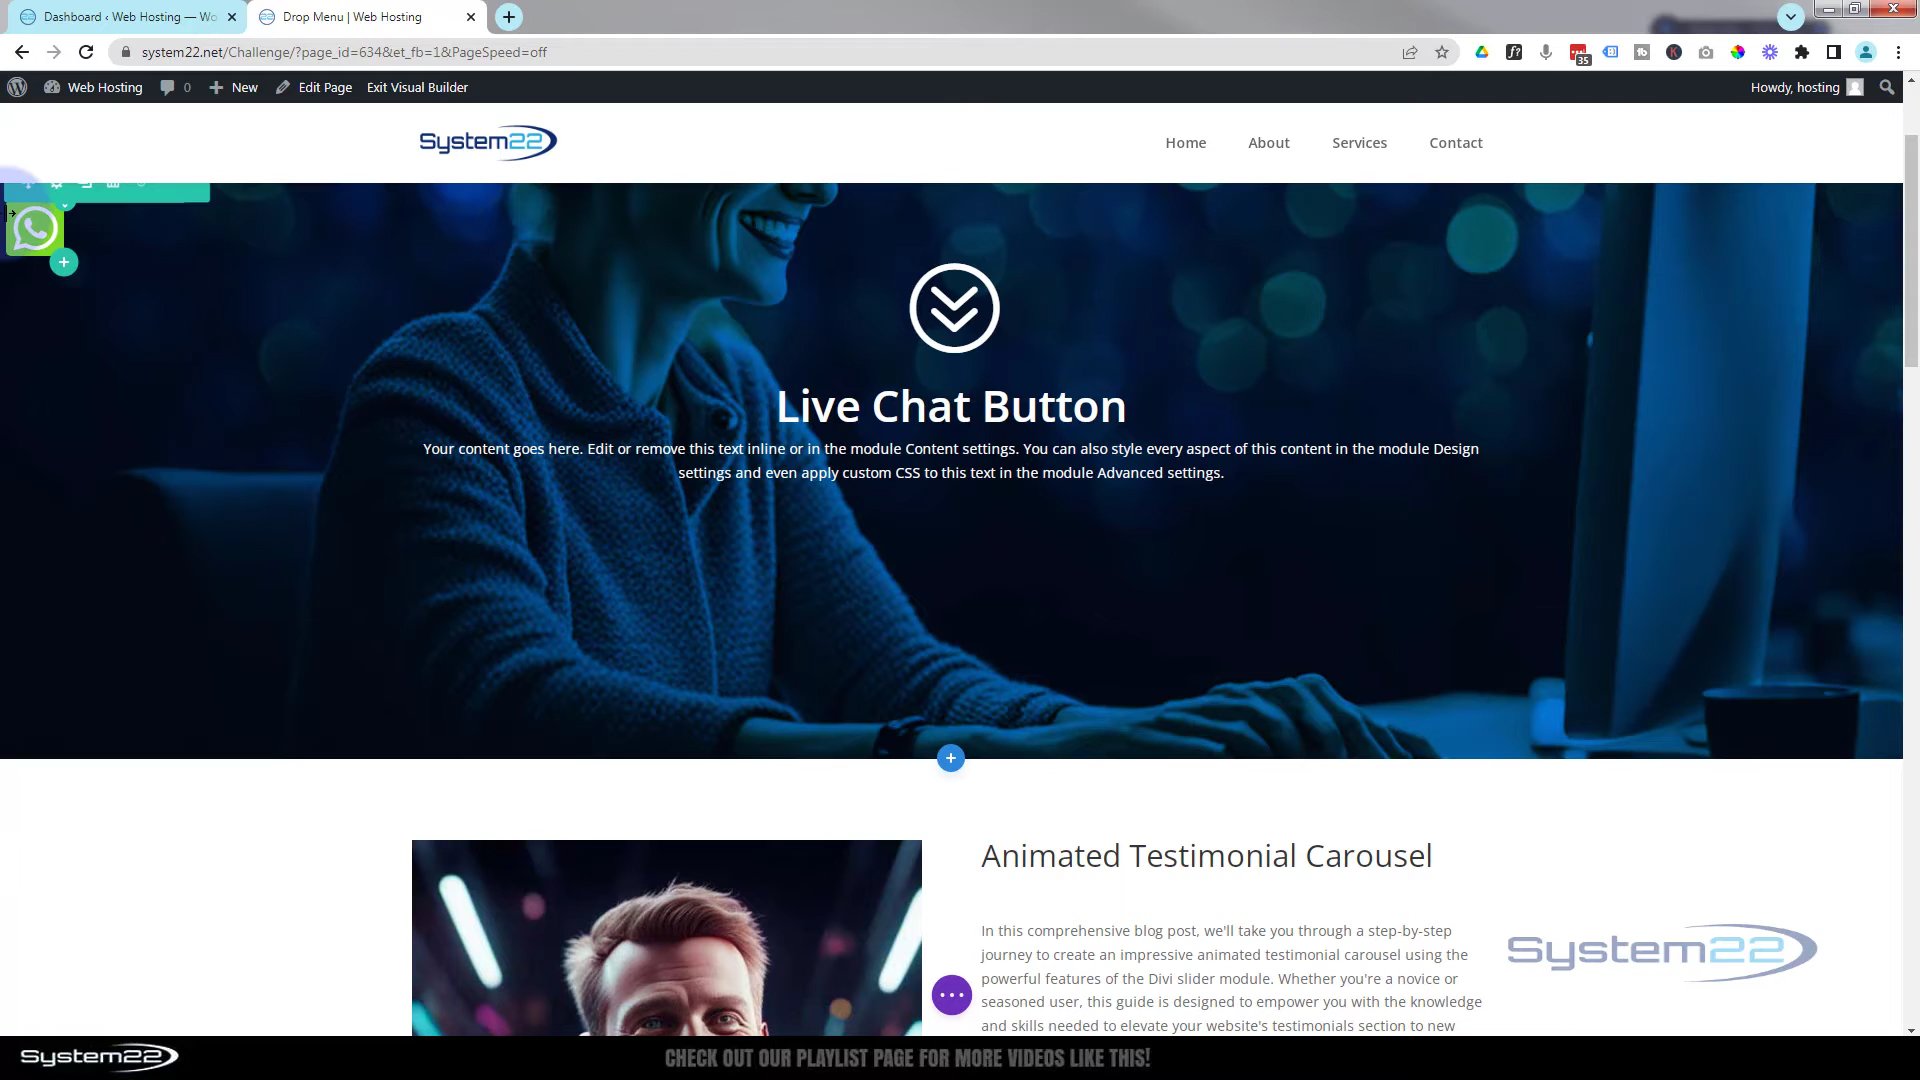 Dashboard ‹ Web Hosting — Wo
Drop Menu | Web Hosting
system22.net/Challenge/?page_id=634&et_fb=1&PageSpeed=off
35
Web Hosting
0
New
Edit Page
Exit Visual Builder
Howdy, hosting
System22
Home
About
Services
Contact
Live Chat Button
Your content goes here. Edit or remove this text inline or in the module Content settings. You can also style every aspect of this content in the module Design
settings and even apply custom CSS to this text in the module Advanced settings.
Animated Testimonial Carousel
In this comprehensive blog post, we'll take you through a step-by-step
journey to create an impressive animated testimonial carousel using the
powerful features of the Divi slider module. Whether you're a novice or
seasoned user, this guide is designed to empower you with the knowledge
and skills needed to elevate your website's testimonials section to new
System22
System22
CHECK OUT OUR PLAYLIST PAGE FOR MORE VIDEOS LIKE THIS!